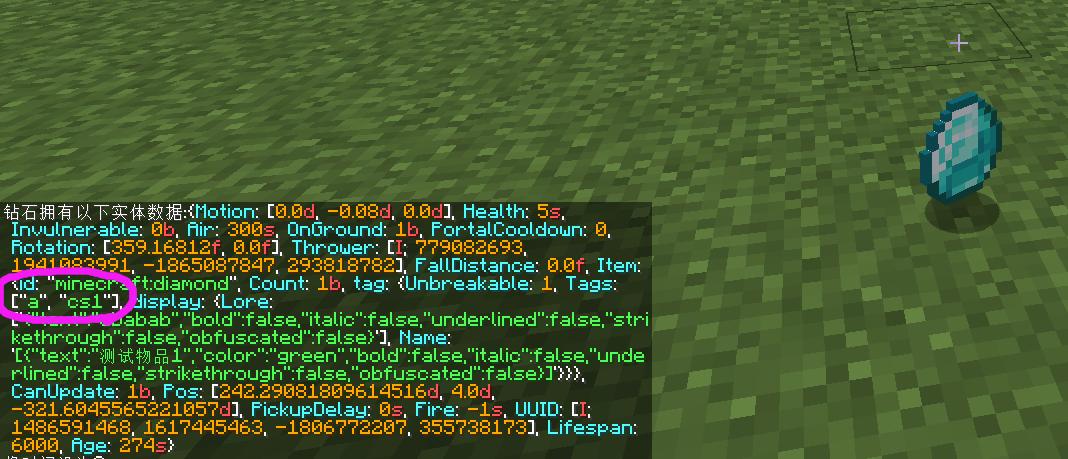 钻石拥有以下实体数据:{Motion: [0.0d, -0.08d, 0.0d], Health: 5s,
Invulnerable: 0b, Air: 300s, OnGround: 1b, PortalCooldown: 0,
Rotation: [359.16812f, 0.0f], Thrower: [I; 779082693,
1941083991, -1865087847, 293818782], FallDistance: 0.0f, Item:
{id: "minecraft:diamond", Count: 1b, tag: {Unbreakable: 1, Tags:
["a", "cs1"], display: {Lore:
"bold":false,"italic":false,"underlined":false,"stri
kethrough":false,"obfuscated":false}'], Name:
'[{"text":"测试物品1","color":"green","bold":false,"italic":false,"unde
rlined":false,"strikethrough":false,"obfuscated":false}]'}}},
CanUpdate: 1b, Pos: [242.29081809614516d, 4.0d,
-321.6045565221057d], PickupDelay: 0s, Fire: -1s, UUID: [I;
1486591468, 1617445463, -1806772207, 355738173], Lifespan:
6000, Age: 274s}